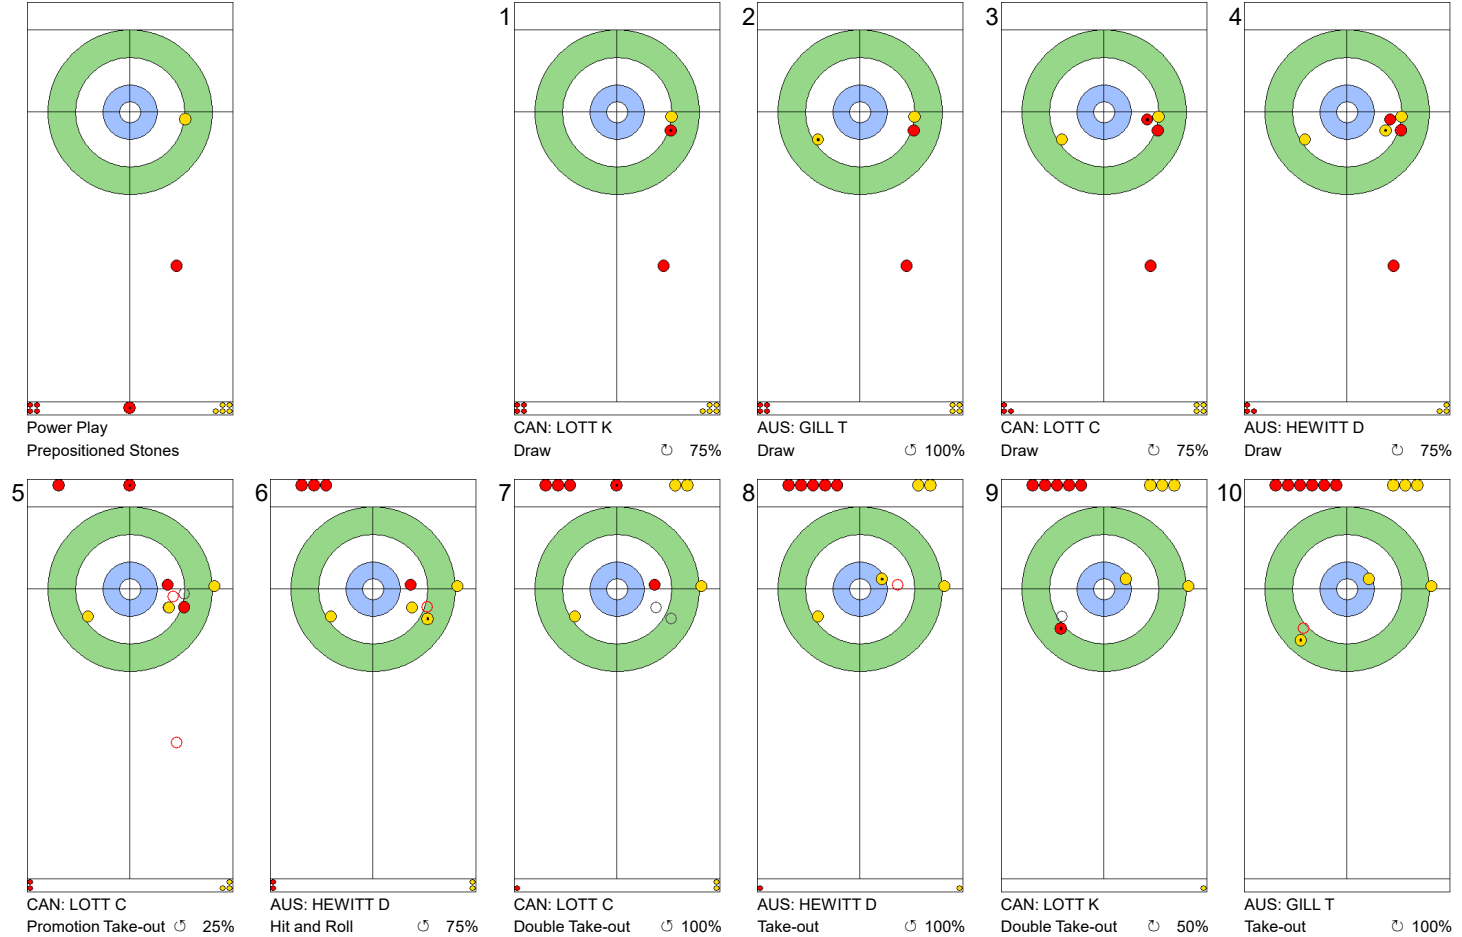 1
2
3
4
Power Play
Prepositioned Stones
CAN: LOTT K
Draw ↻ 75%
AUS: GILL T
Draw ↺ 100%
CAN: LOTT C
Draw ↻ 75%
AUS: HEWITT D
Draw ↻ 75%
5
6
7
8
9
10
CAN: LOTT C
Promotion Take-out ↺ 25%
AUS: HEWITT D
Hit and Roll ↺ 75%
CAN: LOTT C
Double Take-out ↺ 100%
AUS: HEWITT D
Take-out ↺ 100%
CAN: LOTT K
Double Take-out ↻ 50%
AUS: GILL T
Take-out ↻ 100%